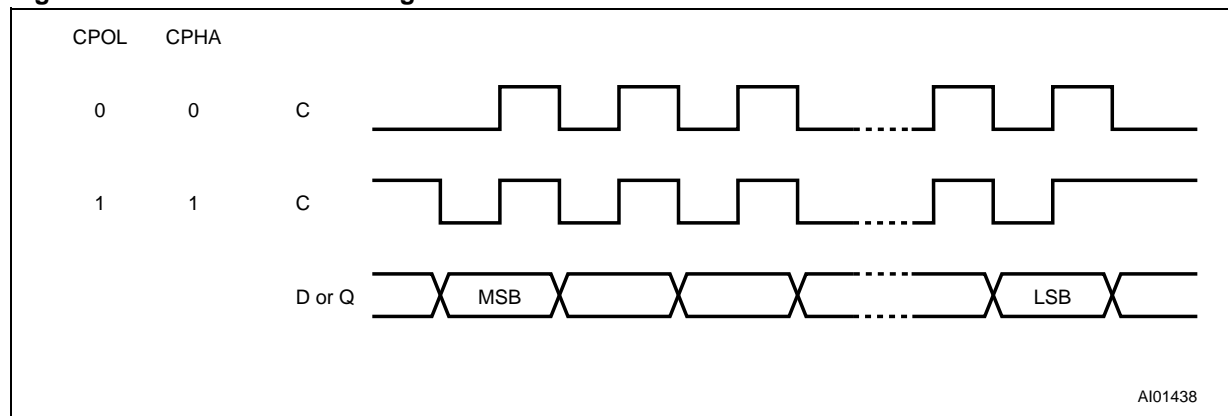 CPOL CPHA
0 0 C
1 1 C
D or Q MSB LSB
AI01438